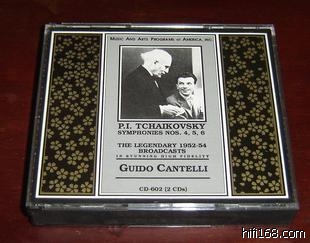 MUSIC AND ARTS PROGRAMS OF AMERICA, INC.
P.I. TCHAIKOVSKY
SYMPHONIES NOS. 4, 5, 6
THE LEGENDARY 1952-54
BROADCASTS
IN STUNNING HIGH FIDELITY
GUIDO CANTELLI
CD-602 (2 CDs)
hifi168.com